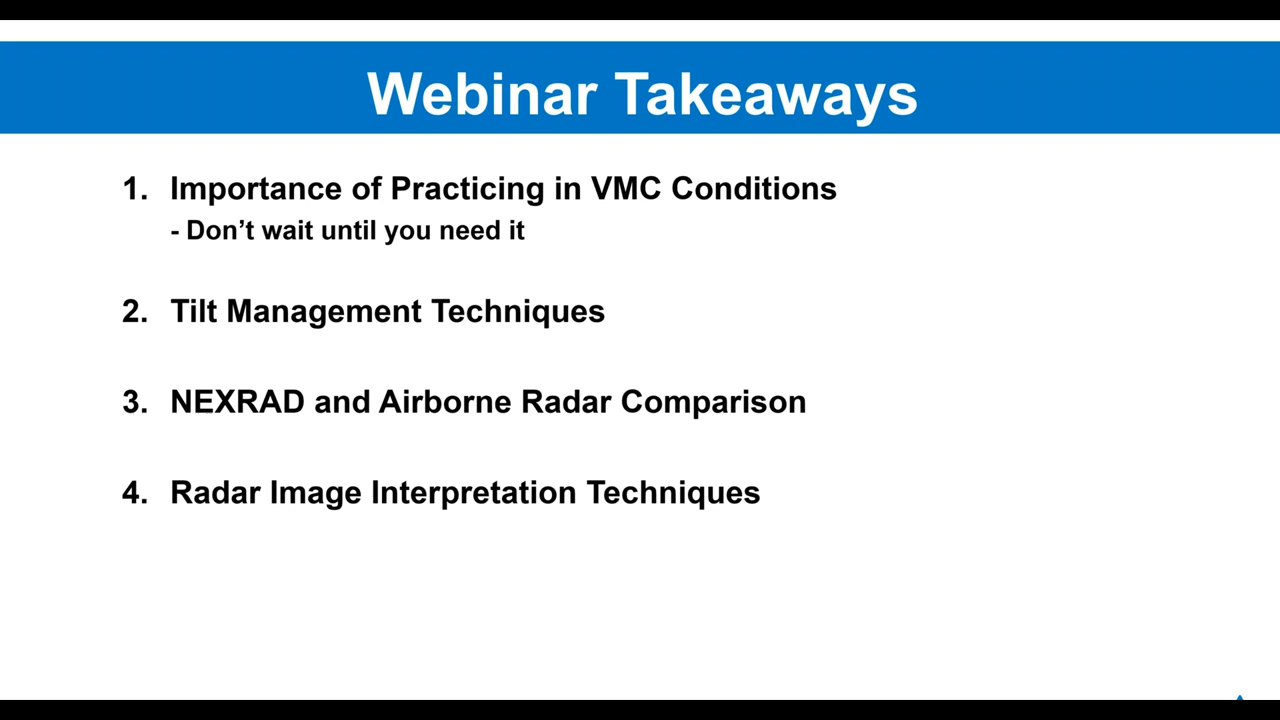 Webinar Takeaways
1. Importance of Practicing in VMC Conditions
- Don’t wait until you need it
2. Tilt Management Techniques
3. NEXRAD and Airborne Radar Comparison
4. Radar Image Interpretation Techniques